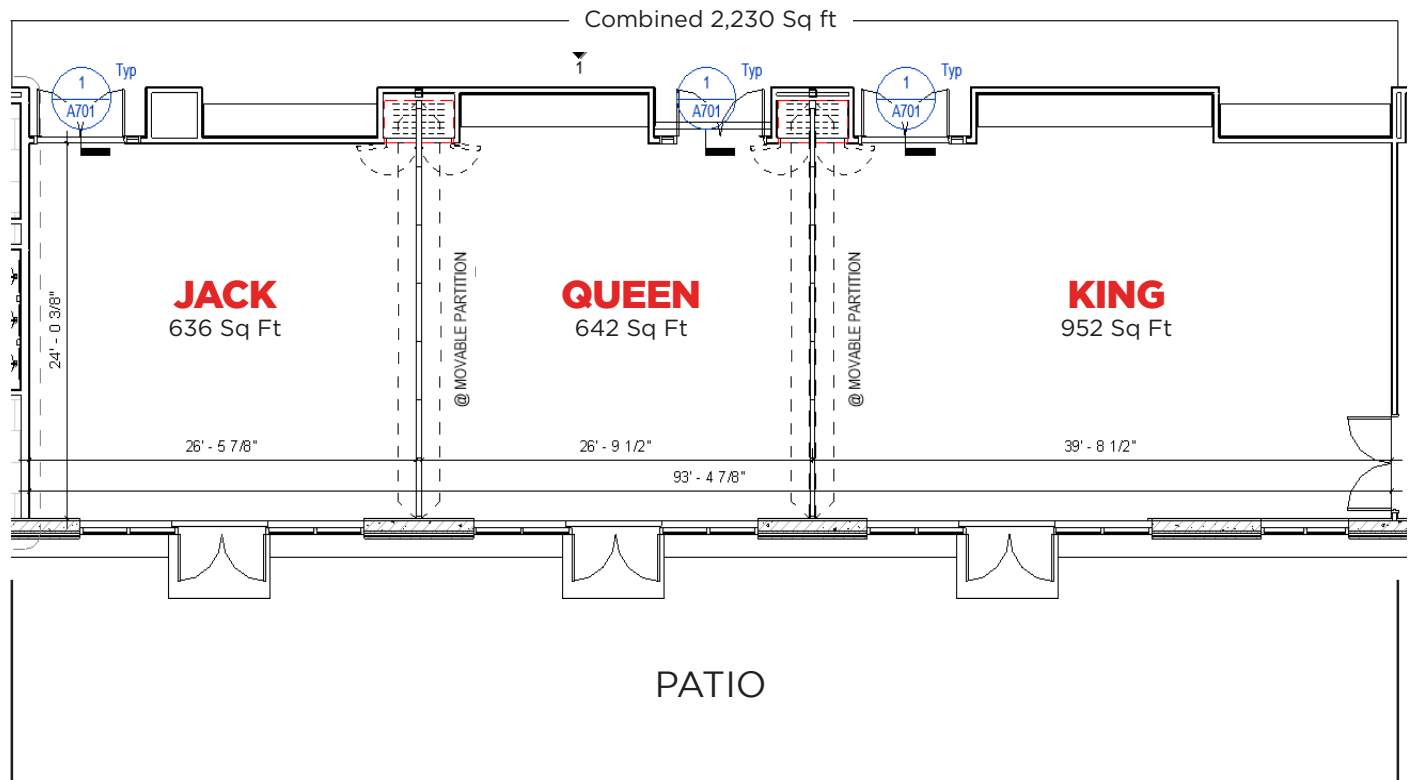 Combined 2,230 Sq ft
1
1
A701
Typ
1
A701
Typ
1
A701
Typ
JACK
636 Sq Ft
QUEEN
642 Sq Ft
KING
952 Sq Ft
24' - 0 3/8"
@ MOVABLE PARTITION
@ MOVABLE PARTITION
26' - 5 7/8"
26' - 9 1/2"
39' - 8 1/2"
93' - 4 7/8"
PATIO